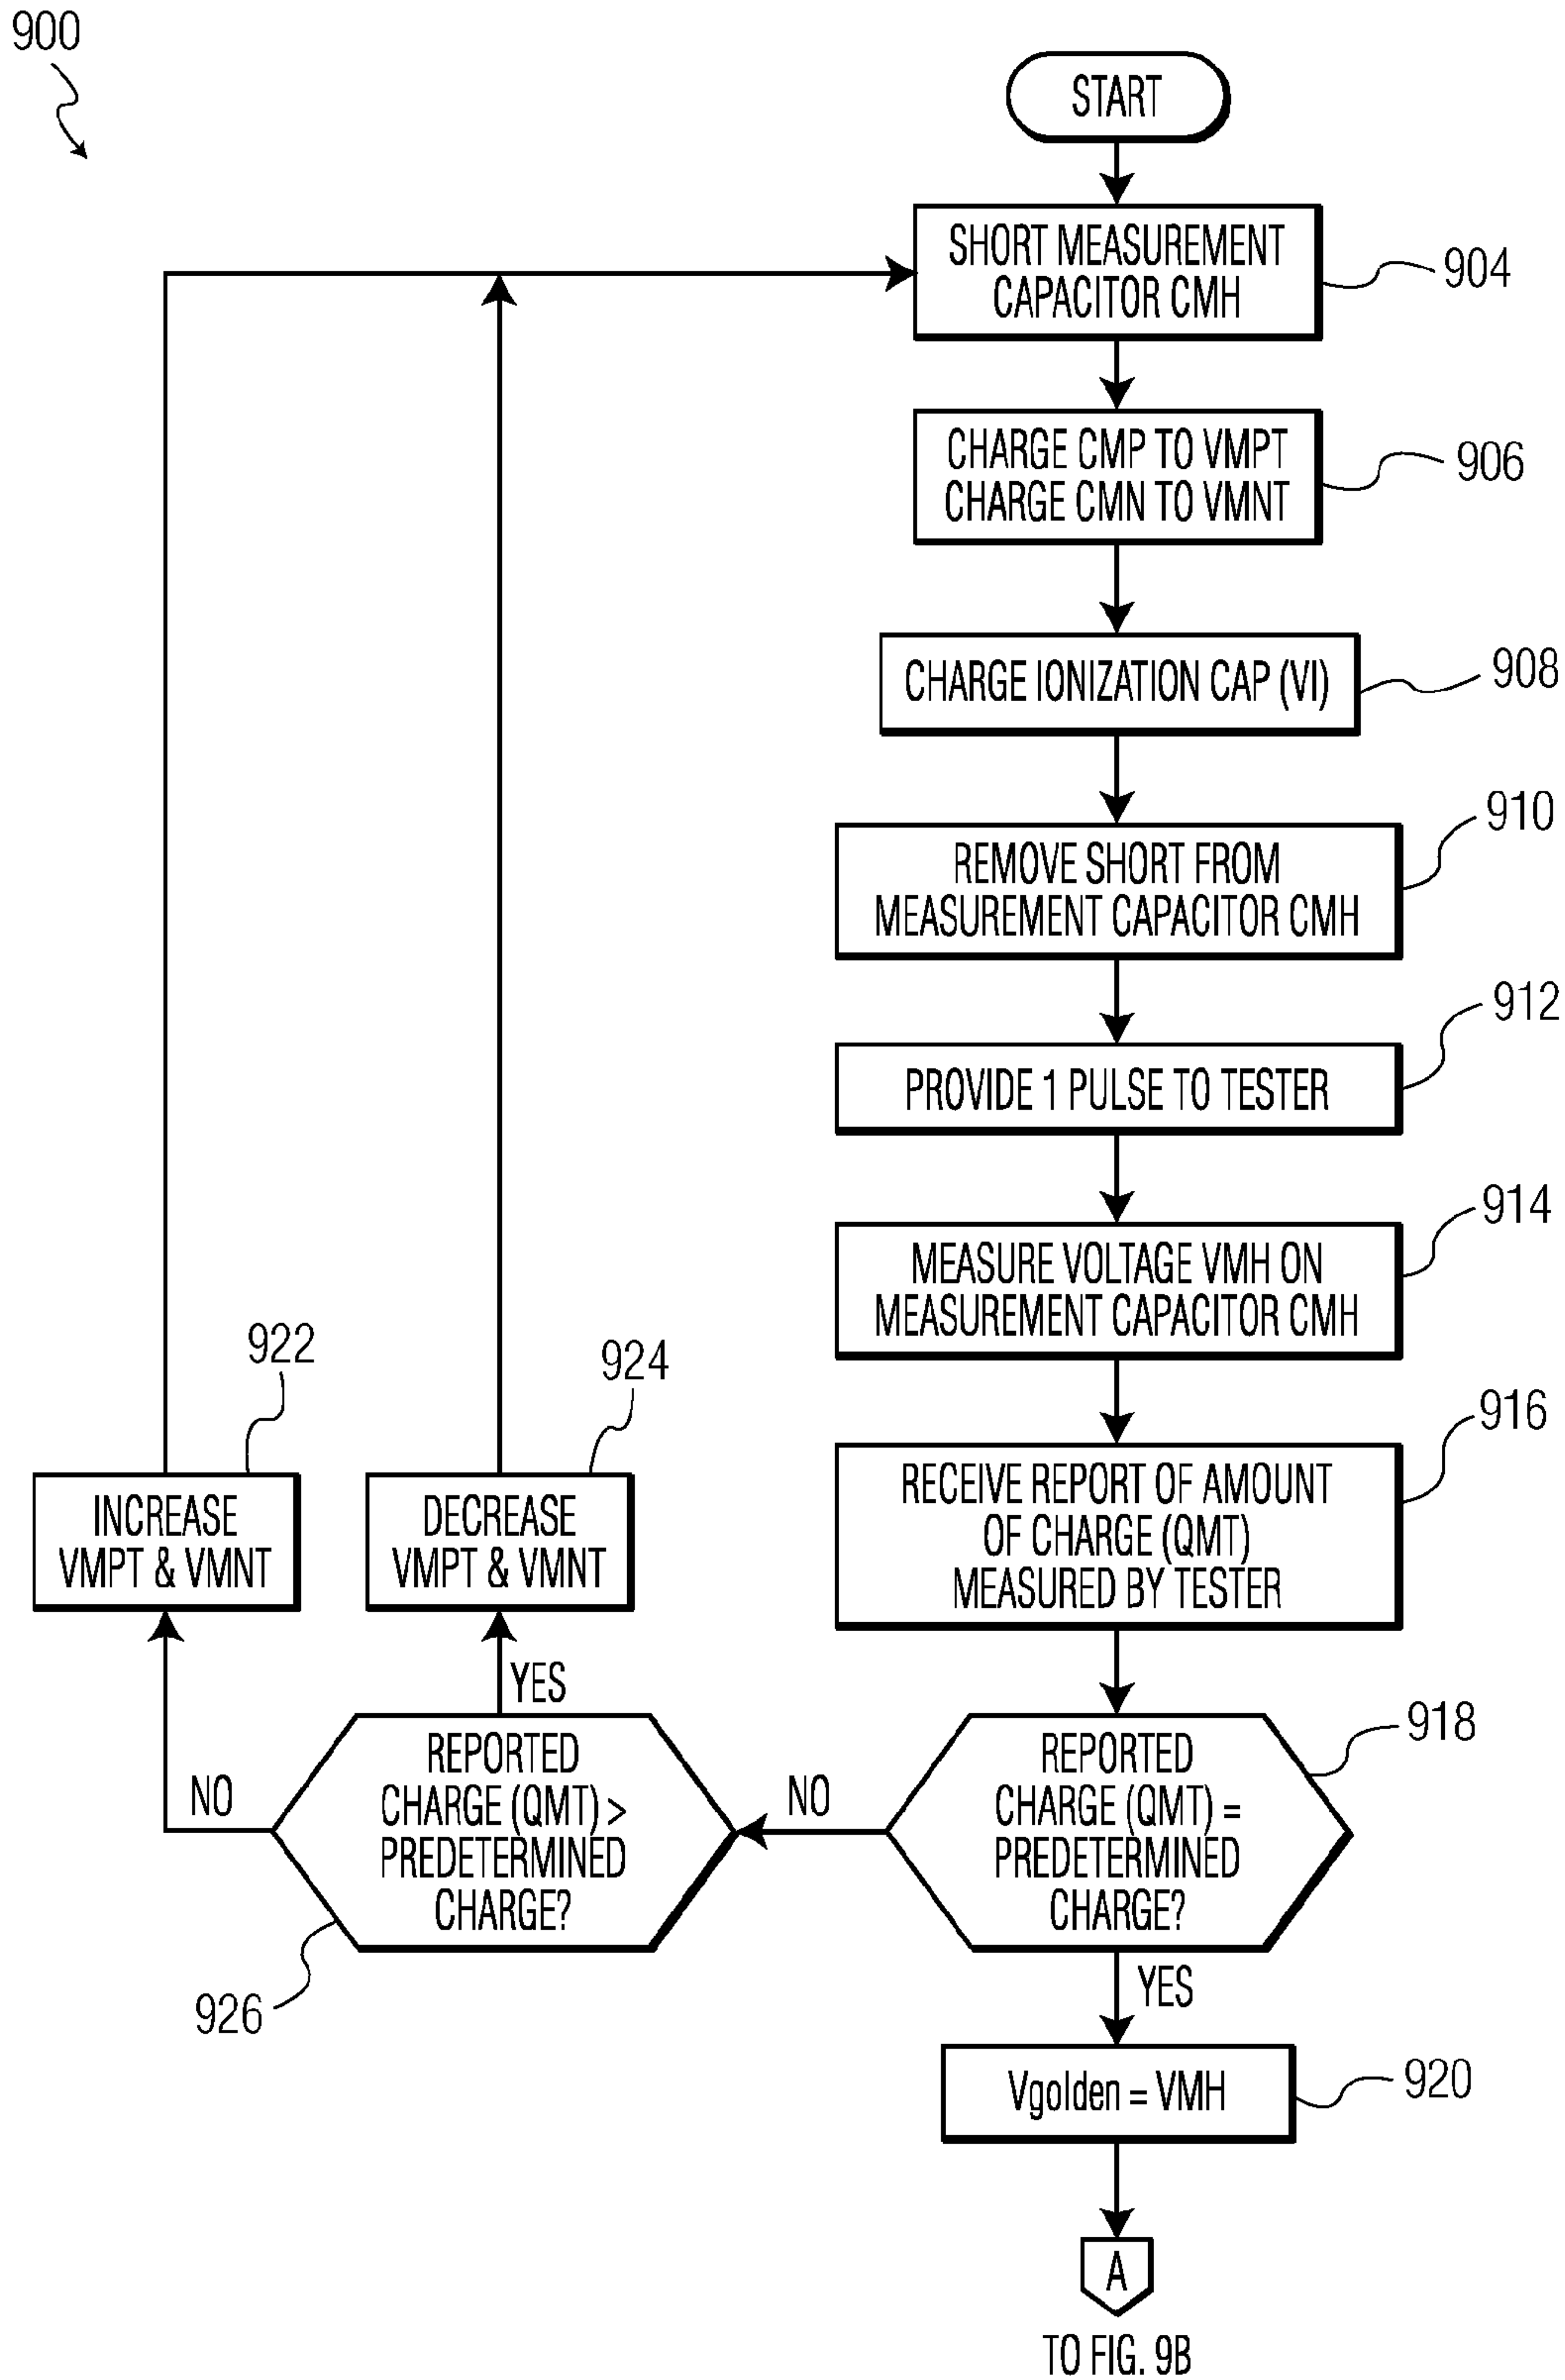 900
START
SHORT MEASUREMENT
CAPACITOR CMH
904
CHARGE CMP TO VMPT
CHARGE CMN TO VMNT
906
CHARGE IONIZATION CAP (VI)
908
REMOVE SHORT FROM
MEASUREMENT CAPACITOR CMH
910
PROVIDE 1 PULSE TO TESTER
912
MEASURE VOLTAGE VMH ON
MEASUREMENT CAPACITOR CMH
914
RECEIVE REPORT OF AMOUNT
OF CHARGE (QMT)
MEASURED BY TESTER
916
REPORTED
CHARGE (QMT) =
PREDETERMINED
CHARGE?
918
NO
REPORTED
CHARGE (QMT) >
PREDETERMINED
CHARGE?
926
YES
DECREASE
VMPT & VMNT
924
NO
INCREASE
VMPT & VMNT
922
YES
Vgolden = VMH
920
A
TO FIG. 9B